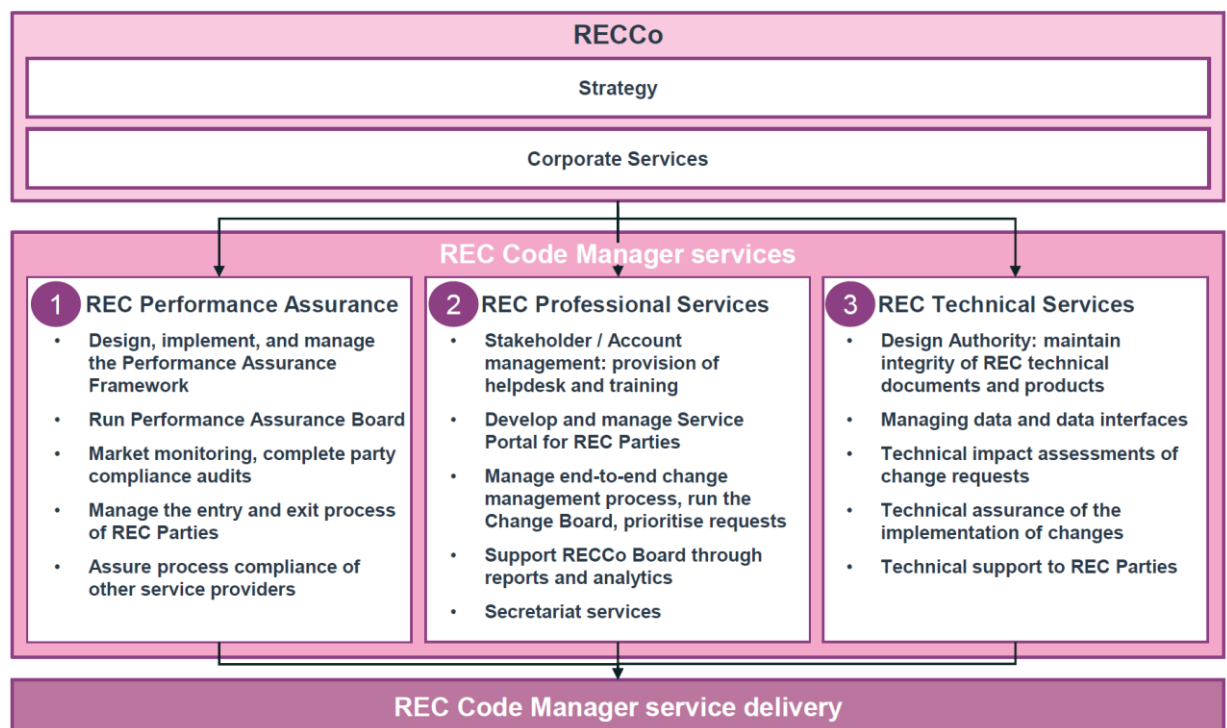 RECCo
Strategy
Corporate Services
REC Code Manager services
1 REC Performance Assurance
• Design, implement, and manage
the Performance Assurance
Framework
• Run Performance Assurance Board
• Market monitoring, complete party
compliance audits
• Manage the entry and exit process
of REC Parties
• Assure process compliance of
other service providers
2 REC Professional Services
• Stakeholder / Account
management: provision of
helpdesk and training
• Develop and manage Service
Portal for REC Parties
• Manage end-to-end change
management process, run the
Change Board, prioritise requests
• Support RECCo Board through
reports and analytics
• Secretariat services
3 REC Technical Services
• Design Authority: maintain
integrity of REC technical
documents and products
• Managing data and data interfaces
• Technical impact assessments of
change requests
• Technical assurance of the
implementation of changes
• Technical support to REC Parties
REC Code Manager service delivery